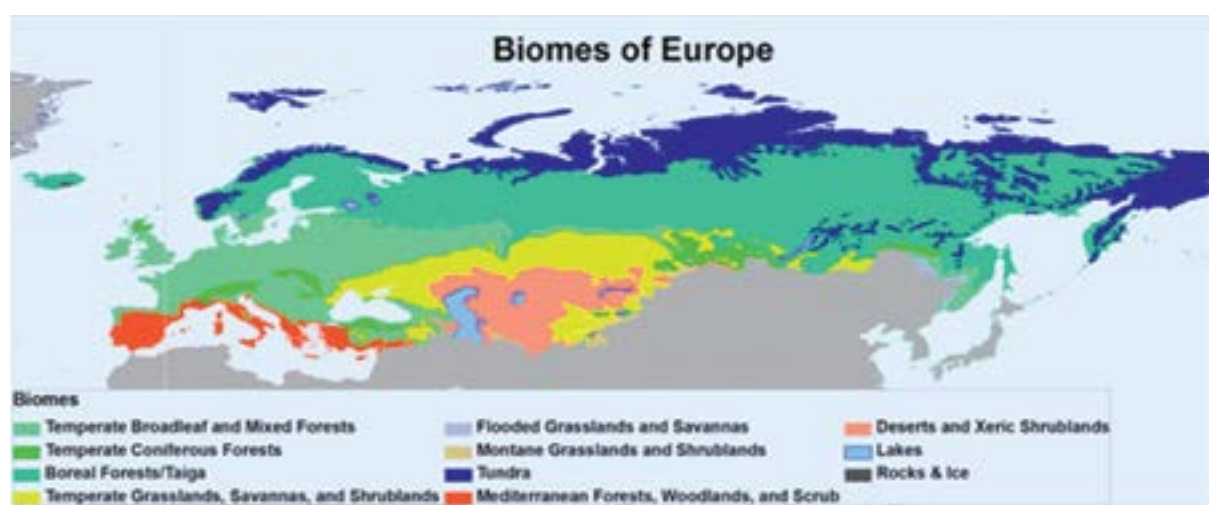 Biomes of Europe
Biomes
Temperate Broadleaf and Mixed Forests
Temperate Coniferous Forests
Boreal Forests/Taiga
Temperate Grasslands, Savannas, and Shrublands
Flooded Grasslands and Savannas
Montane Grasslands and Shrublands
Tundra
Mediterranean Forests, Woodlands, and Scrub
Deserts and Xeric Shrublands
Lakes
Rocks & Ice